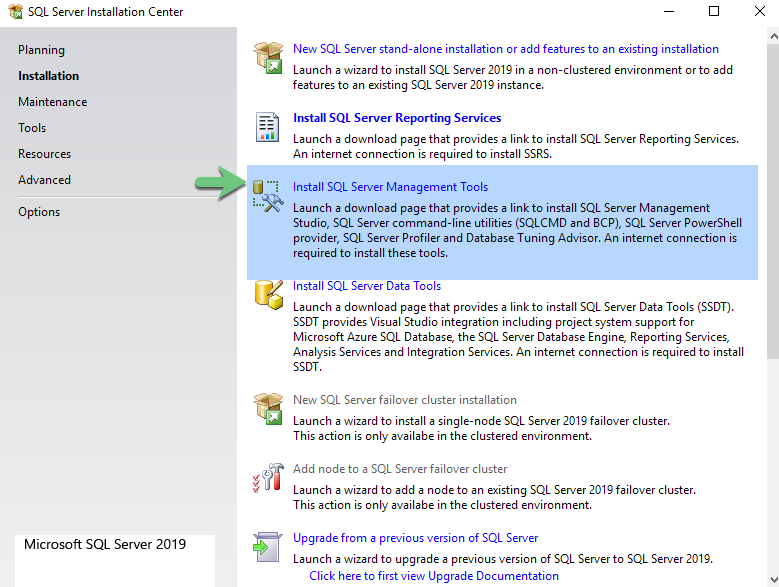 SQL Server Installation Center
Planning
Installation
Maintenance
Tools
Resources
Advanced
Options
Microsoft SQL Server 2019
New SQL Server stand-alone installation or add features to an existing installation
Launch a wizard to install SQL Server 2019 in a non-clustered environment or to add
features to an existing SQL Server 2019 instance.
Install SQL Server Reporting Services
Launch a download page that provides a link to install SQL Server Reporting Services.
An internet connection is required to install SSRS.
Install SQL Server Management Tools
Launch a download page that provides a link to install SQL Server Management
Studio, SQL Server command-line utilities (SQLCMD and BCP), SQL Server PowerShell
provider, SQL Server Profiler and Database Tuning Advisor. An internet connection is
required to install these tools.
Install SQL Server Data Tools
Launch a download page that provides a link to install SQL Server Data Tools (SSDT).
SSDT provides Visual Studio integration including project system support for
Microsoft Azure SQL Database, the SQL Server Database Engine, Reporting Services,
Analysis Services and Integration Services. An internet connection is required to install
SSDT.
New SQL Server failover cluster installation
Launch a wizard to install a single-node SQL Server 2019 failover cluster.
This action is only availabe in the clustered environment.
Add node to a SQL Server failover cluster
Launch a wizard to add a node to an existing SQL Server 2019 failover cluster.
This action is only availabe in the clustered environment.
Upgrade from a previous version of SQL Server
Launch a wizard to upgrade a previous version of SQL Server to SQL Server 2019.
Click here to first view Upgrade Documentation